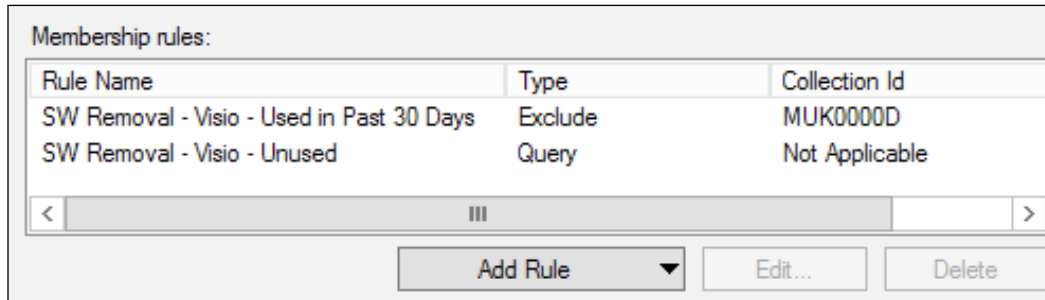 Membership rules:
Rule Name Type Collection Id
SW Removal - Visio - Used in Past 30 Days Exclude MUK0000D
SW Removal - Visio - Unused Query Not Applicable
Add Rule Edit... Delete